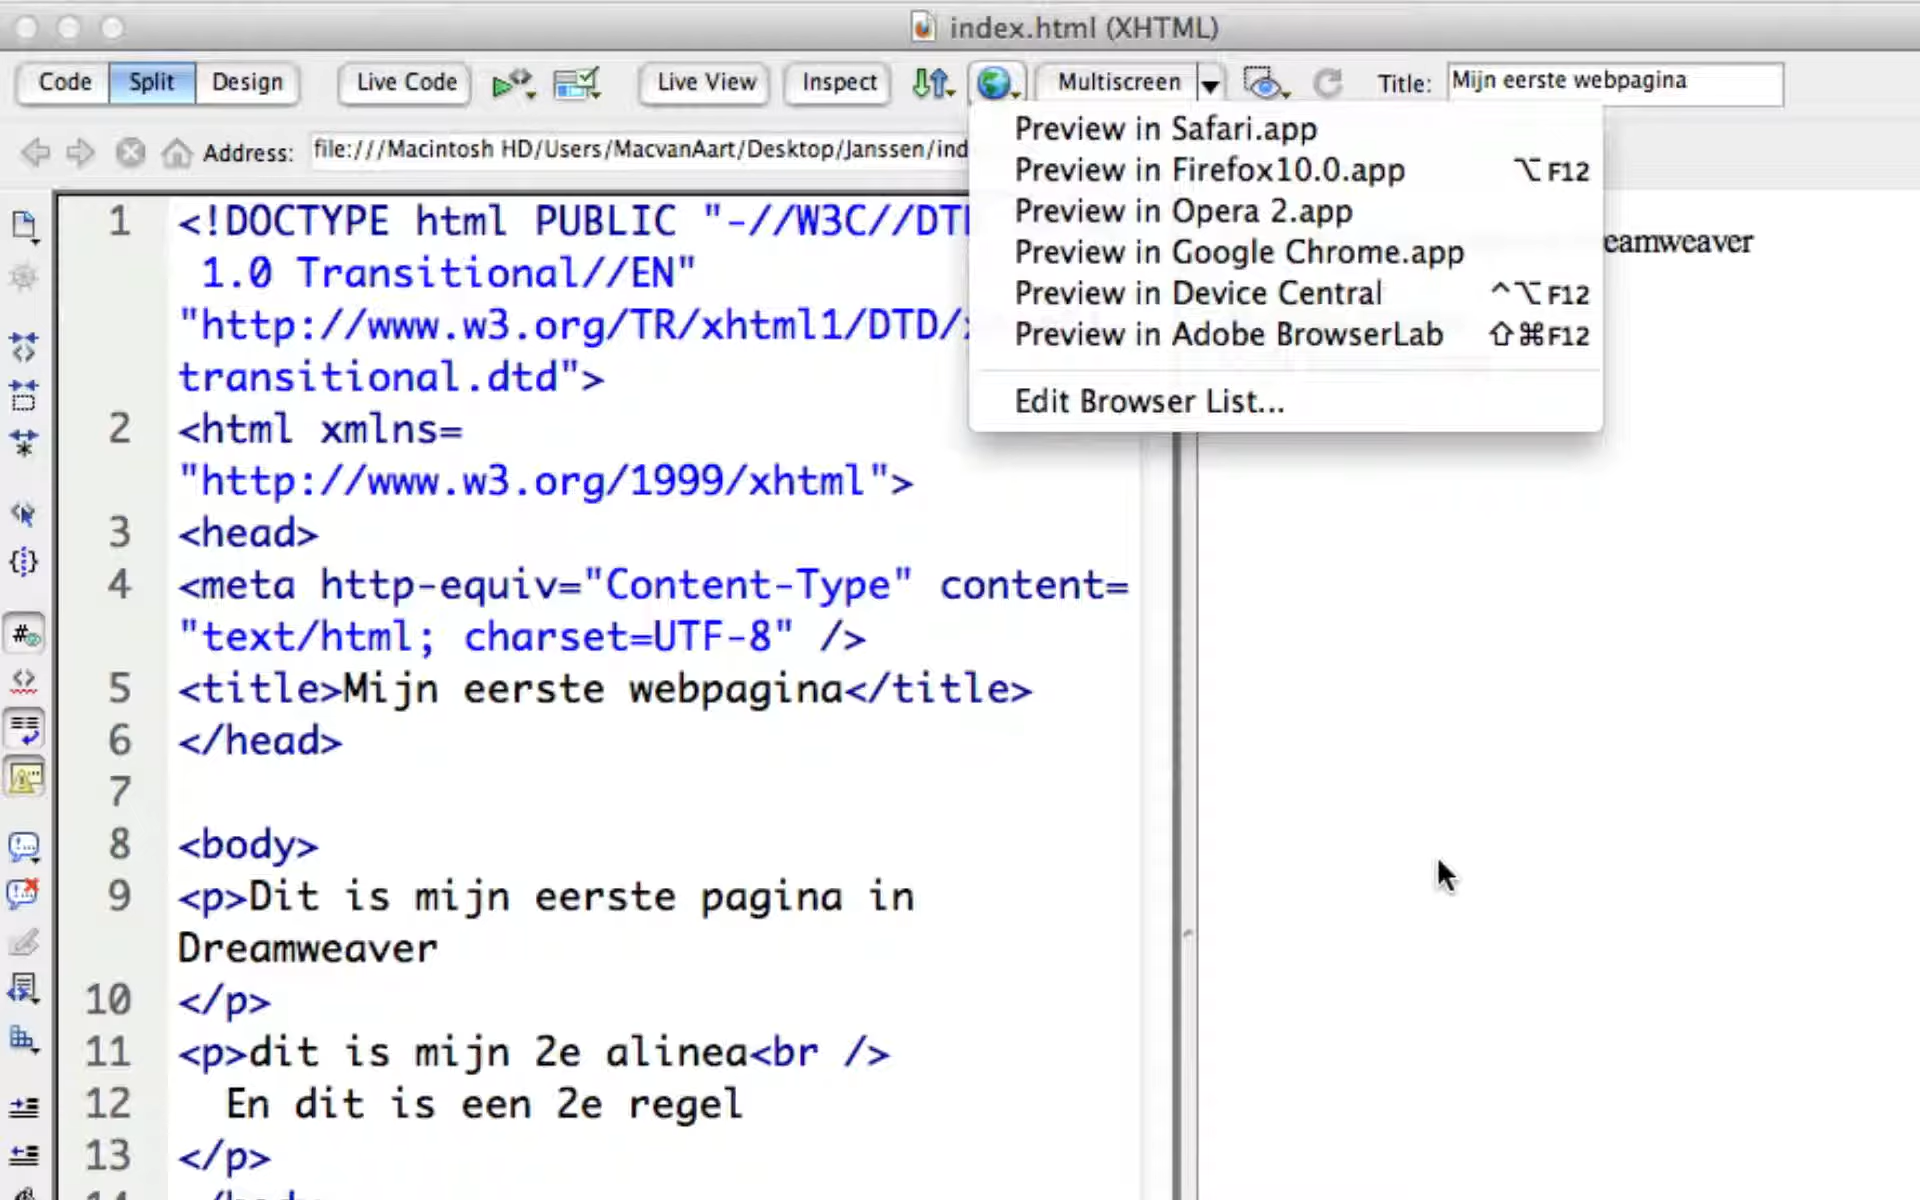 index.html (XHTML)
Code Split Design Live Code Live View Inspect Multiscreen Title: Mijn eerste webpagina
Address: file:///Macintosh HD/Users/MacvanAart/Desktop/Janssen/ind
Preview in Safari.app
Preview in Firefox10.0.app ⌥F12
Preview in Opera 2.app
Preview in Google Chrome.app
Preview in Device Central ^⌥F12
Preview in Adobe BrowserLab ⇧⌘F12
Edit Browser List...
eamweaver
1 <!DOCTYPE html PUBLIC "-//W3C//DTD
1.0 Transitional//EN"
"http://www.w3.org/TR/xhtml1/DTD/
transitional.dtd">
2 <html xmlns=
"http://www.w3.org/1999/xhtml">
3 <head>
4 <meta http-equiv="Content-Type" content=
"text/html; charset=UTF-8" />
5 <title>Mijn eerste webpagina</title>
6 </head>
7
8 <body>
9 <p>Dit is mijn eerste pagina in
Dreamweaver
10 </p>
11 <p>dit is mijn 2e alinea<br />
12 En dit is een 2e regel
13 </p>